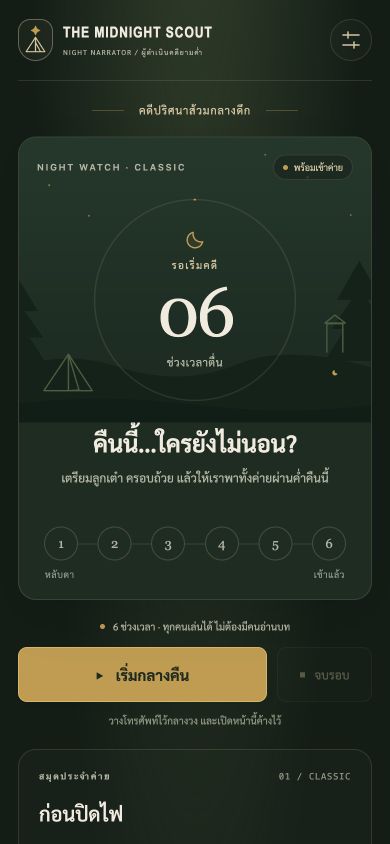 THE MIDNIGHT SCOUT
NIGHT NARRATOR / ผู้ดำเนินคดียามค่ำ
คดีปริศนาส้วมกลางดึก
NIGHT WATCH · CLASSIC
พร้อมเข้าค่าย
รอเริ่มคดี
06
ช่วงเวลาตื่น
คืนนี้...ใครยังไม่นอน?
เตรียมลูกเต๋า ครอบถ้วย แล้วให้เราพาทั้งค่ายผ่านค่ำคืนนี้
1 2 3 4 5 6
หลับตา เช้าแล้ว
6 ช่วงเวลา · ทุกคนเล่นได้ ไม่ต้องมีคนอ่านบท
เริ่มกลางคืน
จบรอบ
วางโทรศัพท์ไว้กลางวง และเปิดหน้านี้ค้างไว้
สมุดประจำค่าย
01 / CLASSIC
ก่อนปิดไฟ